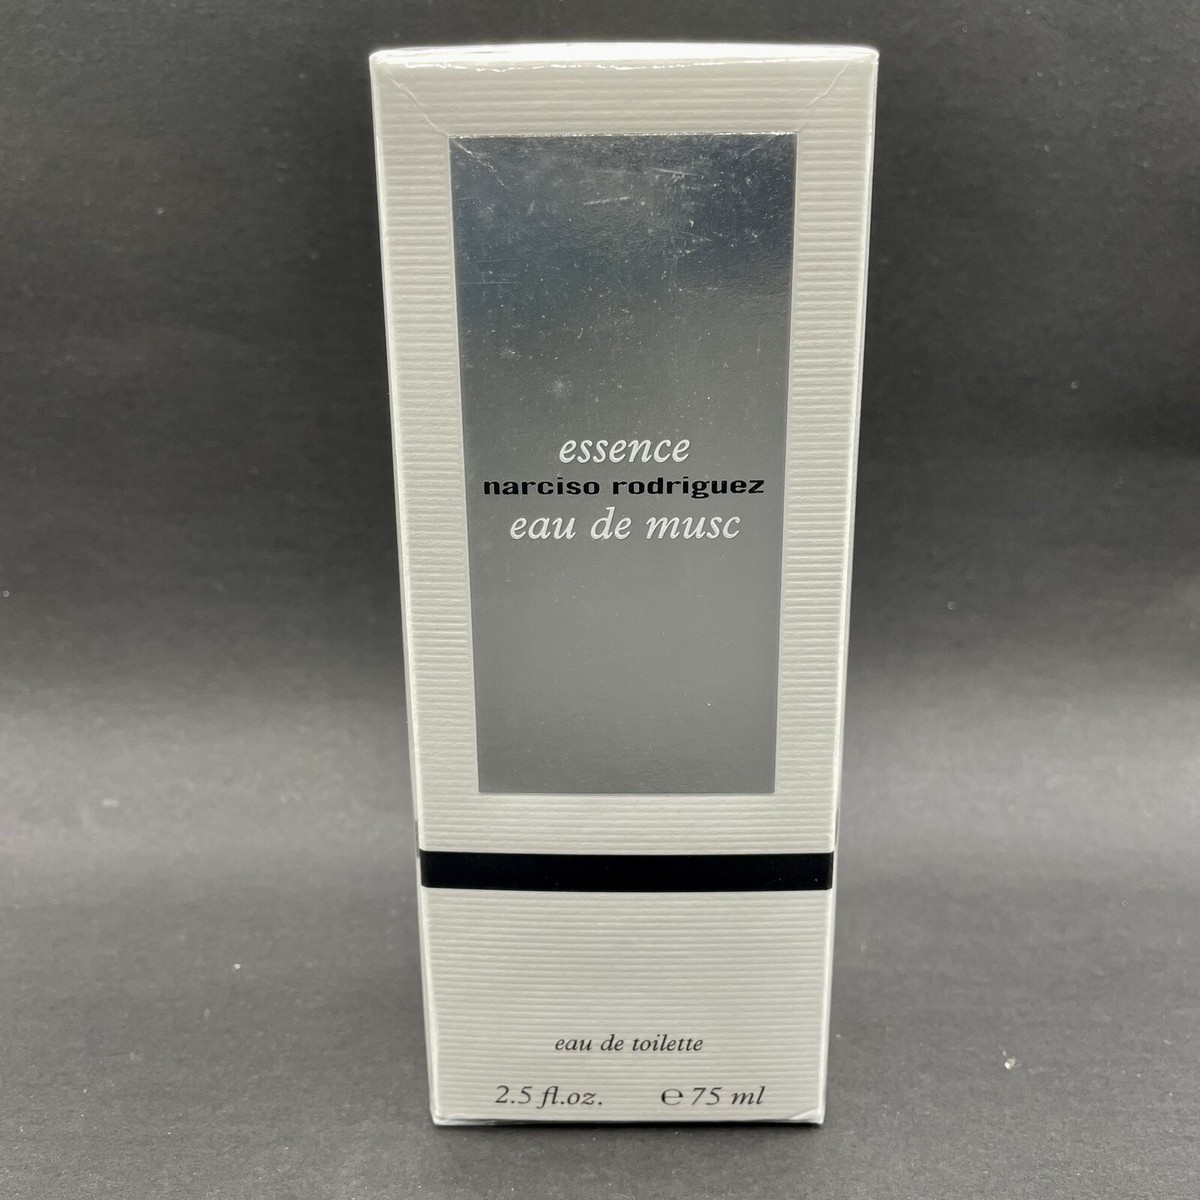 essence
narciso rodriguez
eau de musc
eau de toilette
2.5 fl.oz. ℮ 75 ml